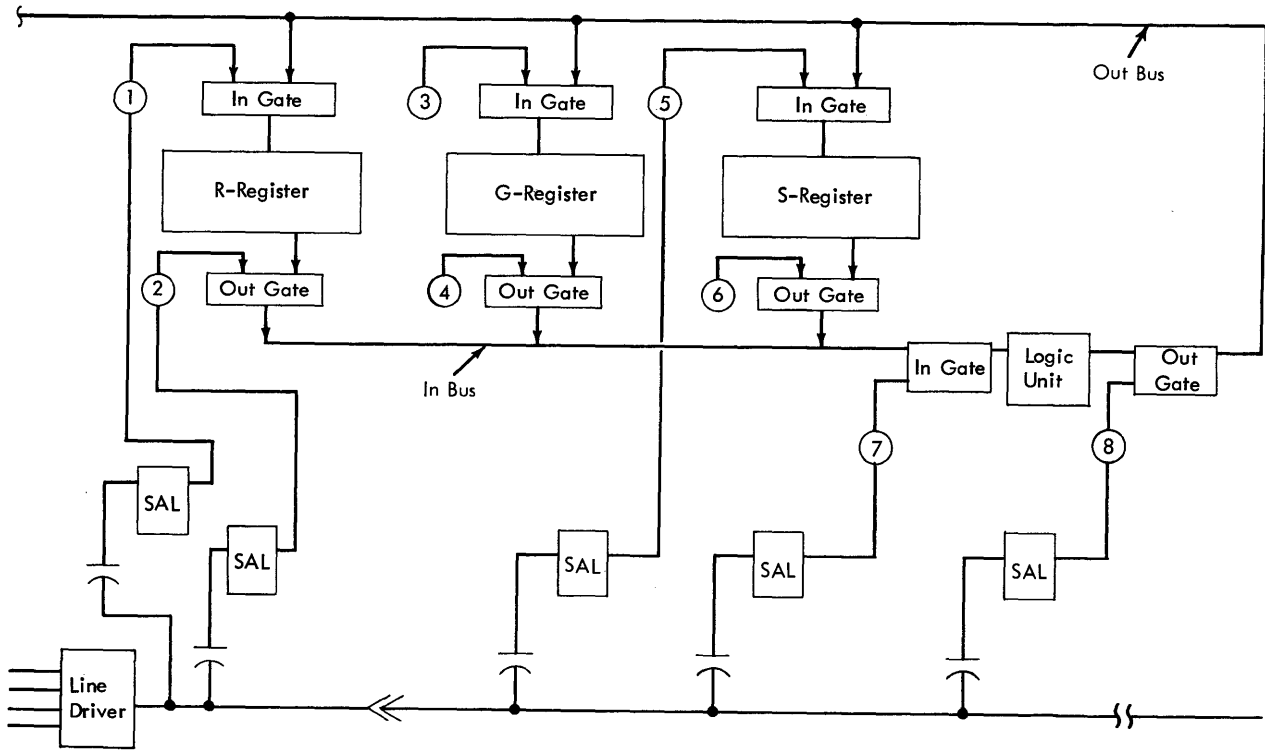 Out Bus
1
3
5
In Gate
In Gate
In Gate
R-Register
G-Register
S-Register
2
4
6
Out Gate
Out Gate
Out Gate
In Bus
In Gate
Logic
Unit
Out
Gate
7
8
SAL
SAL
SAL
SAL
SAL
Line
Driver